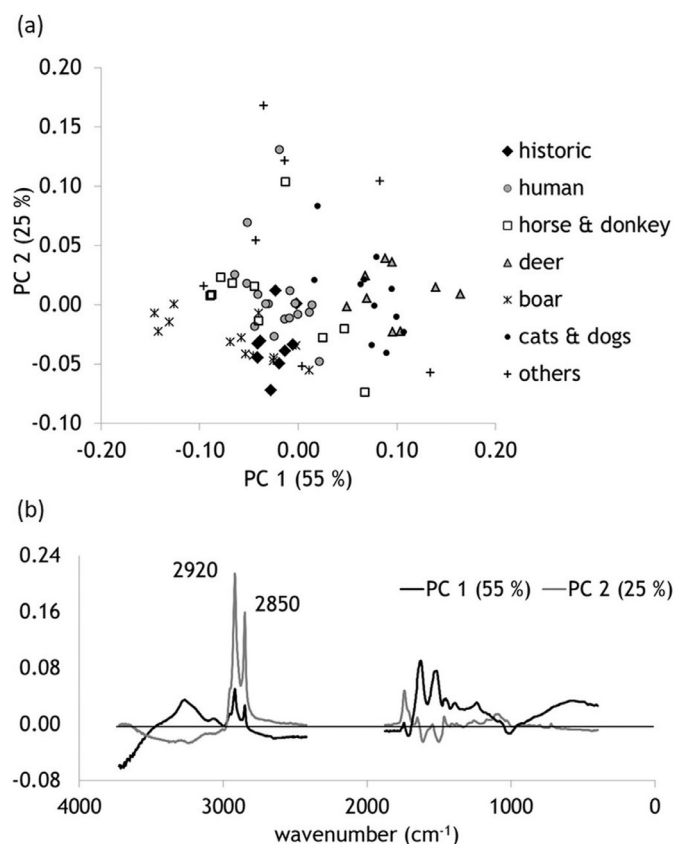 (a)
0.20
0.15
0.10
0.05
0.00
-0.05
-0.10
PC 2 (25 %)
-0.20 -0.10 0.00 0.10 0.20
PC 1 (55 %)
historic
human
horse & donkey
deer
boar
cats & dogs
others
(b)
0.24
0.16
0.08
0.00
-0.08
2920
2850
PC 1 (55 %) PC 2 (25 %)
4000 3000 2000 1000 0
wavenumber (cm⁻¹)